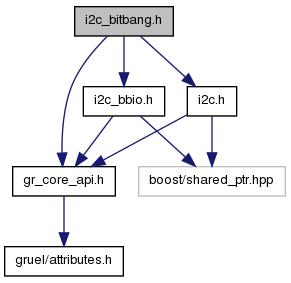 i2c_bitbang.h
i2c_bbio.h
i2c.h
gr_core_api.h
boost/shared_ptr.hpp
gruel/attributes.h